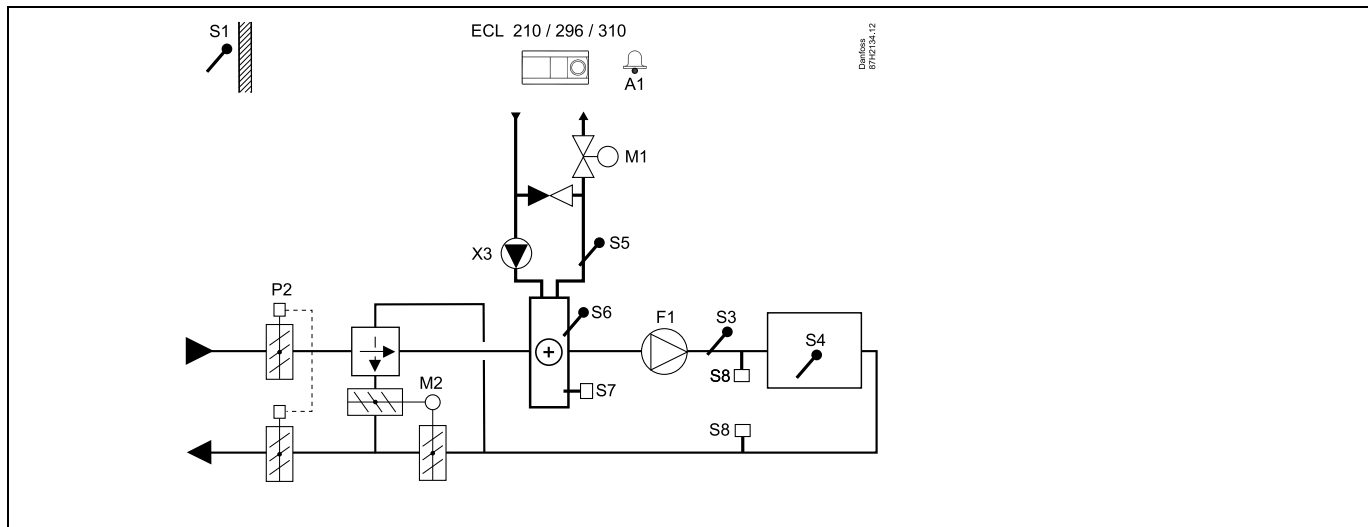 S1
ECL 210 / 296 / 310
Danfoss
87H2134.12
A1
M1
X3
S5
P2
S6
F1
S3
S4
S8
M2
S7
S8